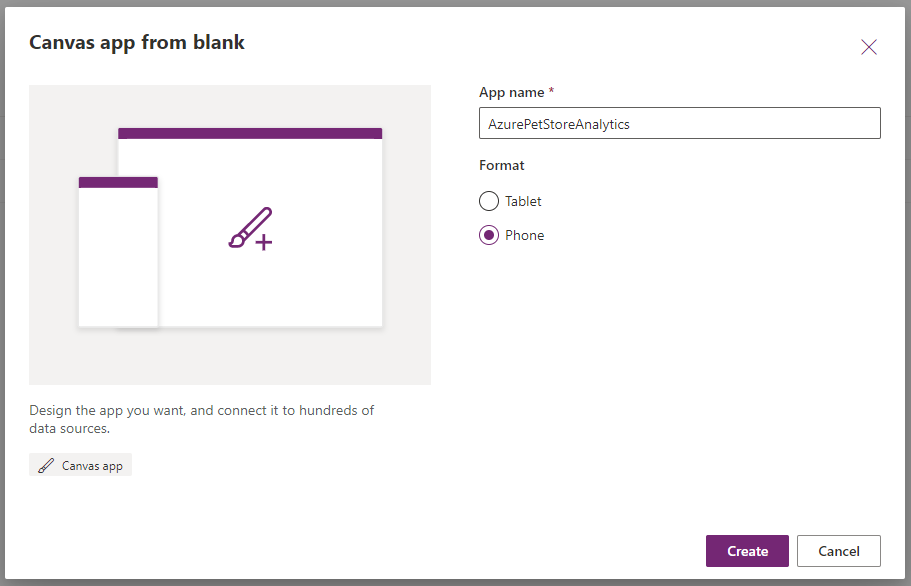 Canvas app from blank
App name *
AzurePetStoreAnalytics
Format
Tablet
Phone
Design the app you want, and connect it to hundreds of
data sources.
Canvas app
Create
Cancel